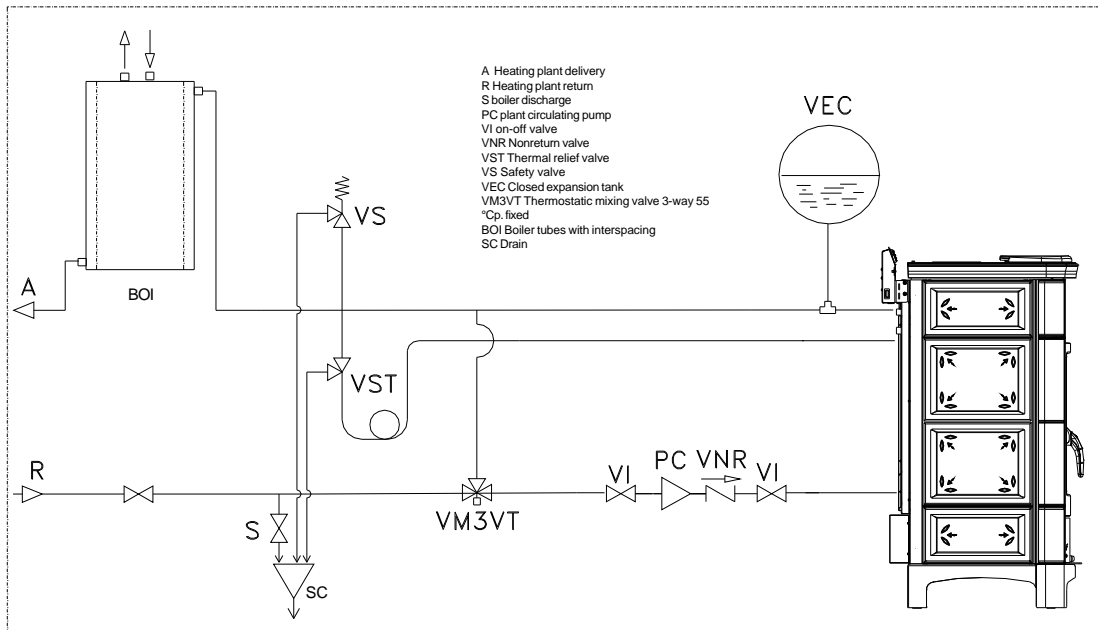 A Heating plant delivery
R Heating plant return
S boiler discharge
PC plant circulating pump
VI on-off valve
VNR Nonreturn valve
VST Thermal relief valve
VS Safety valve
VEC Closed expansion tank
VM3VT Thermostatic mixing valve 3-way 55
°Cp. fixed
BOI Boiler tubes with interspacing
SC Drain
VEC
VS
A
BOI
VST
R
VI
PC
VNR
VI
S
VM3VT
SC